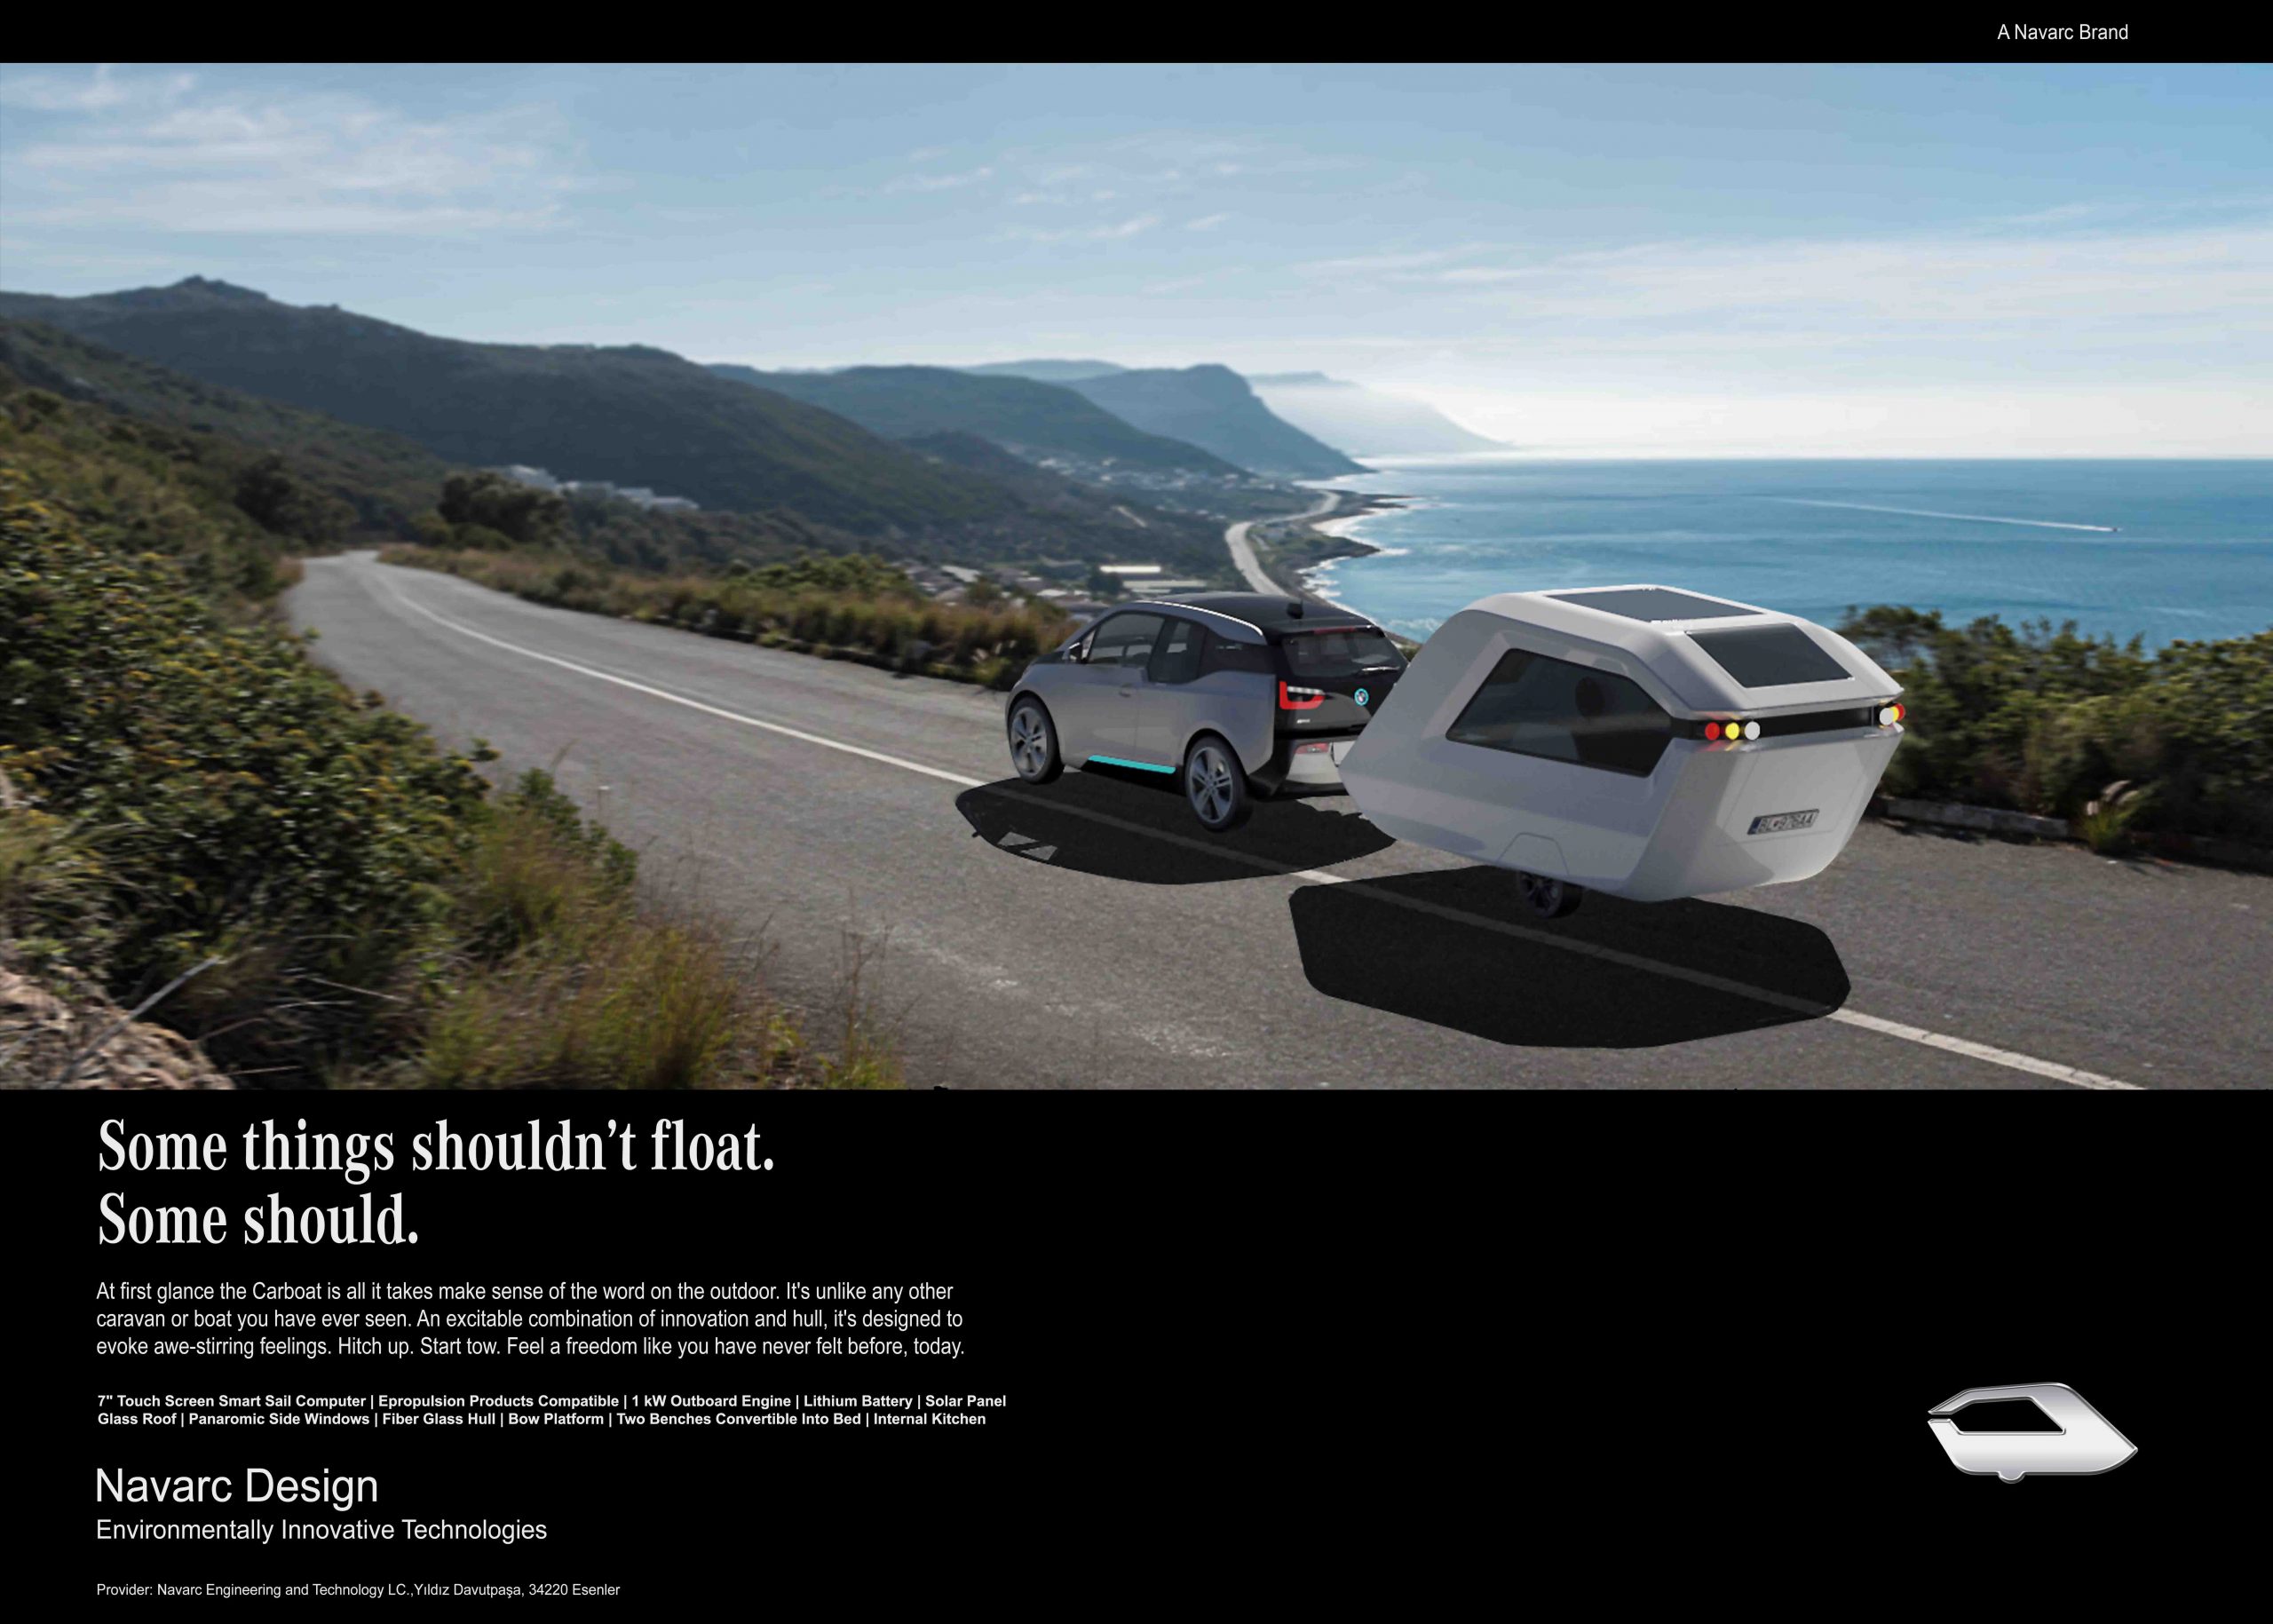 A Navarc Brand
Some things shouldn’t float.
Some should.
At first glance the Carboat is all it takes make sense of the word on the outdoor. It's unlike any other
caravan or boat you have ever seen. An excitable combination of innovation and hull, it's designed to
evoke awe-stirring feelings. Hitch up. Start tow. Feel a freedom like you have never felt before, today.
7" Touch Screen Smart Sail Computer | Epropulsion Products Compatible | 1 kW Outboard Engine | Lithium Battery | Solar Panel
Glass Roof | Panaromic Side Windows | Fiber Glass Hull | Bow Platform | Two Benches Convertible Into Bed | Internal Kitchen
Navarc Design
Environmentally Innovative Technologies
Provider: Navarc Engineering and Technology LC.,Yıldız Davutpaşa, 34220 Esenler